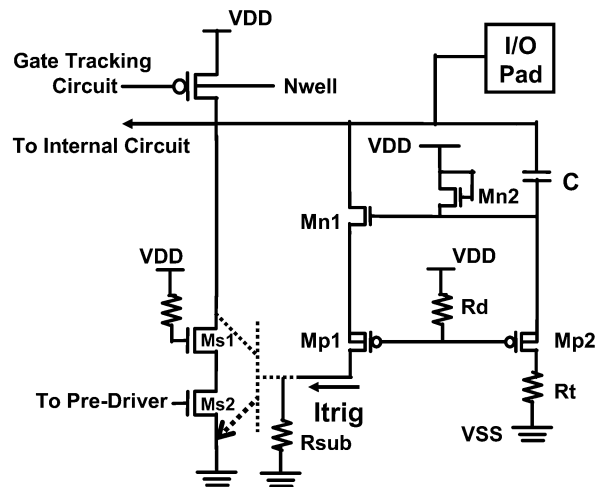 VDD
I/O
Pad
Gate Tracking
Circuit
Nwell
To Internal Circuit
VDD
C
Mn2
Mn1
VDD
VDD
Rd
Ms1
Mp1
Mp2
To Pre-Driver
Ms2
Itrig
Rt
Rsub
VSS